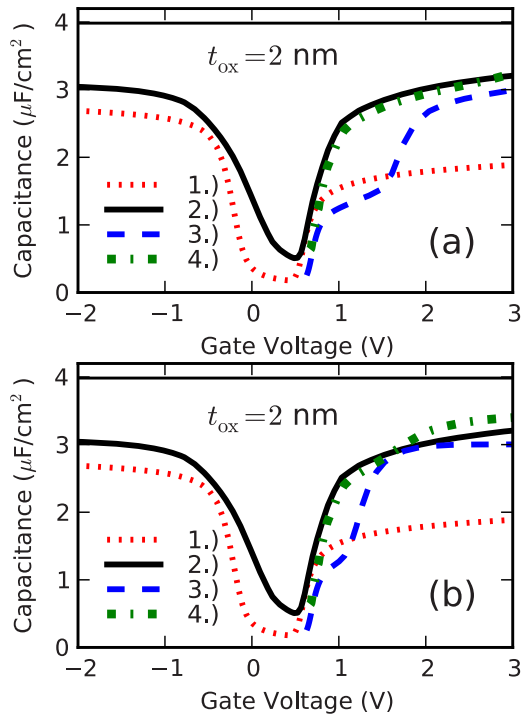 4
3
2
1
0
Capacitance (μF/cm² )
t_ox =2 nm
1.)
2.)
3.)
4.)
(a)
−2 −1 0 1 2 3
Gate Voltage (V)
4
3
2
1
0
Capacitance (μF/cm² )
t_ox =2 nm
1.)
2.)
3.)
4.)
(b)
−2 −1 0 1 2 3
Gate Voltage (V)